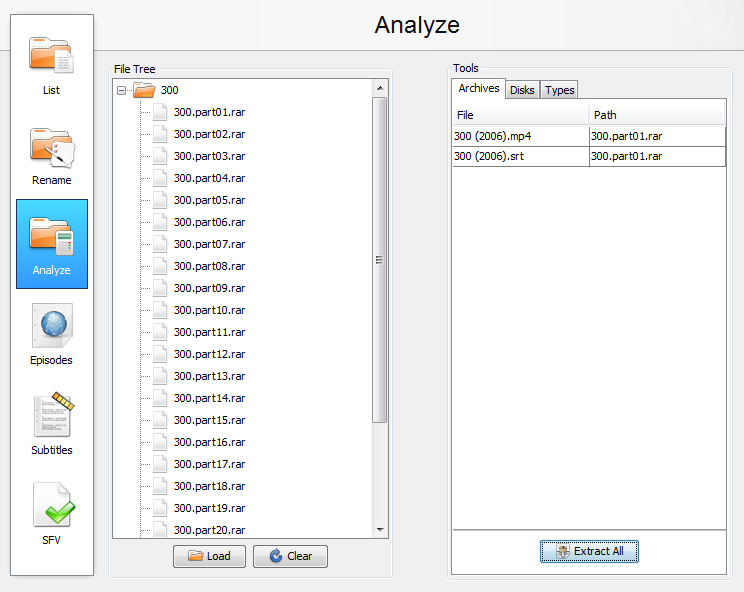 Analyze
List
Rename
Analyze
Episodes
Subtitles
SFV
File Tree
300
300.part01.rar
300.part02.rar
300.part03.rar
300.part04.rar
300.part05.rar
300.part06.rar
300.part07.rar
300.part08.rar
300.part09.rar
300.part10.rar
300.part11.rar
300.part12.rar
300.part13.rar
300.part14.rar
300.part15.rar
300.part16.rar
300.part17.rar
300.part18.rar
300.part19.rar
300.part20.rar
Load Clear
Tools
Archives Disks Types
File Path
300 (2006).mp4 300.part01.rar
300 (2006).srt 300.part01.rar
Extract All